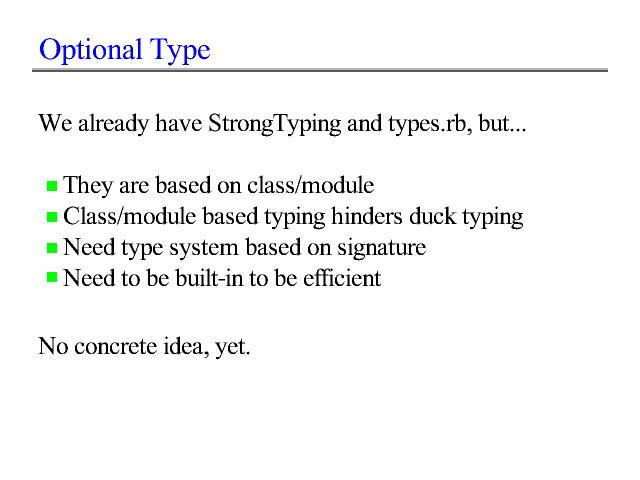 Optional Type
We already have StrongTyping and types.rb, but...
They are based on class/module
Class/module based typing hinders duck typing
Need type system based on signature
Need to be built-in to be efficient
No concrete idea, yet.